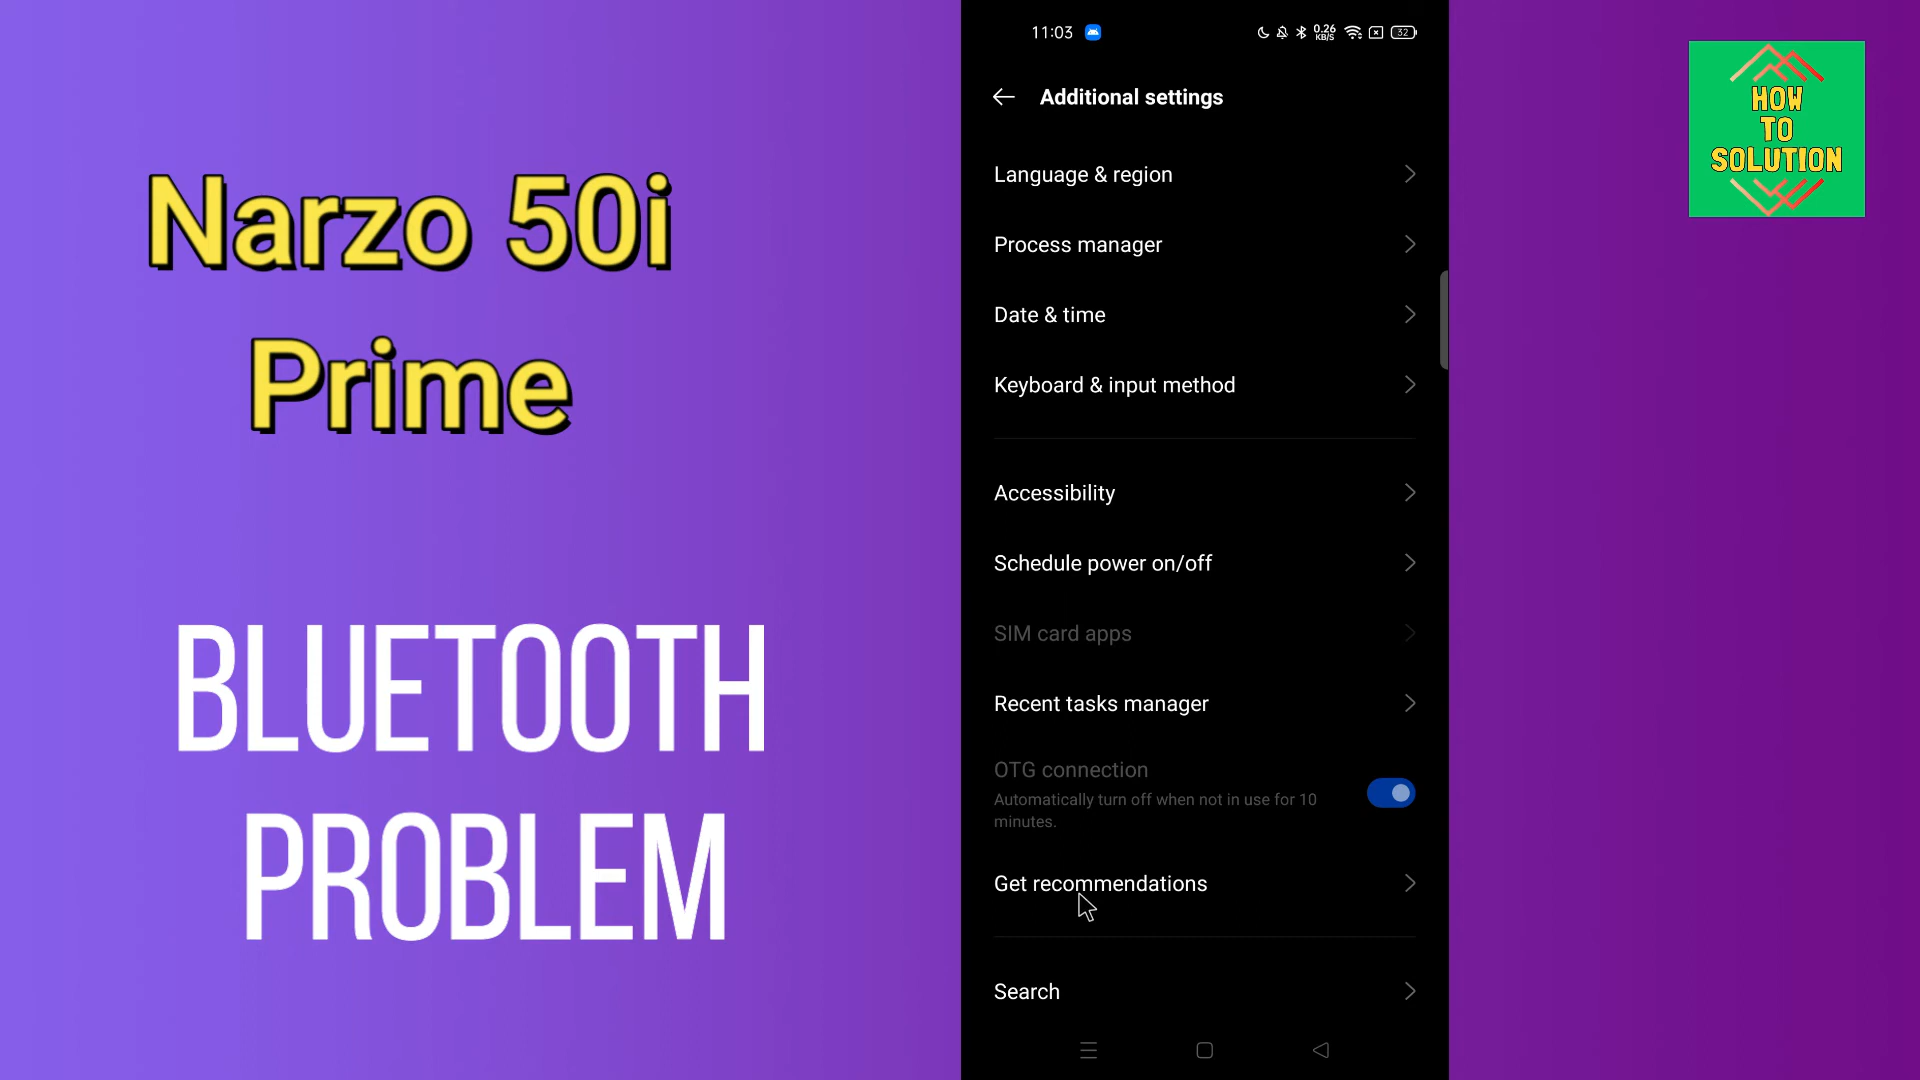 Narzo 50i
Prime
BLUETOOTH
PROBLEM
11:03
0.26
KB/S
32
Additional settings
Language & region
Process manager
Date & time
Keyboard & input method
Accessibility
Schedule power on/off
SIM card apps
Recent tasks manager
OTG connection
Automatically turn off when not in use for 10
minutes.
Get recommendations
Search
HOW
TO
SOLUTION